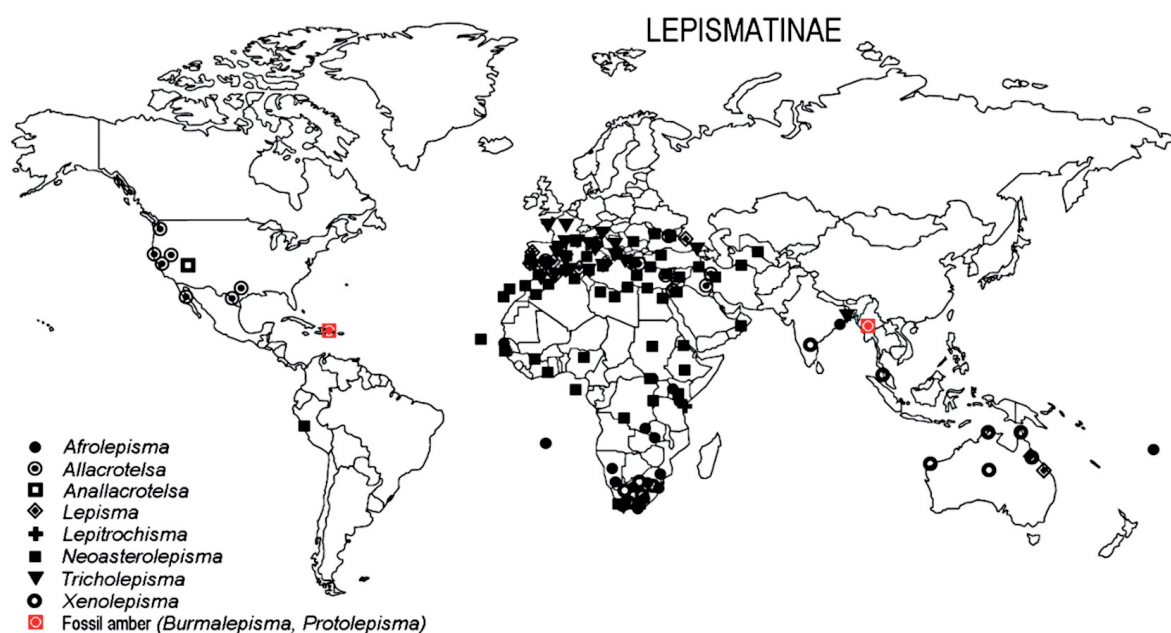 LEPISMATINAE
Afrolepisma
Allacrotelsa
Anallacrotelsa
Lepisma
Lepitrochisma
Neoasterolepisma
Tricholepisma
Xenolepisma
Fossil amber (Burmalepisma, Protolepisma)